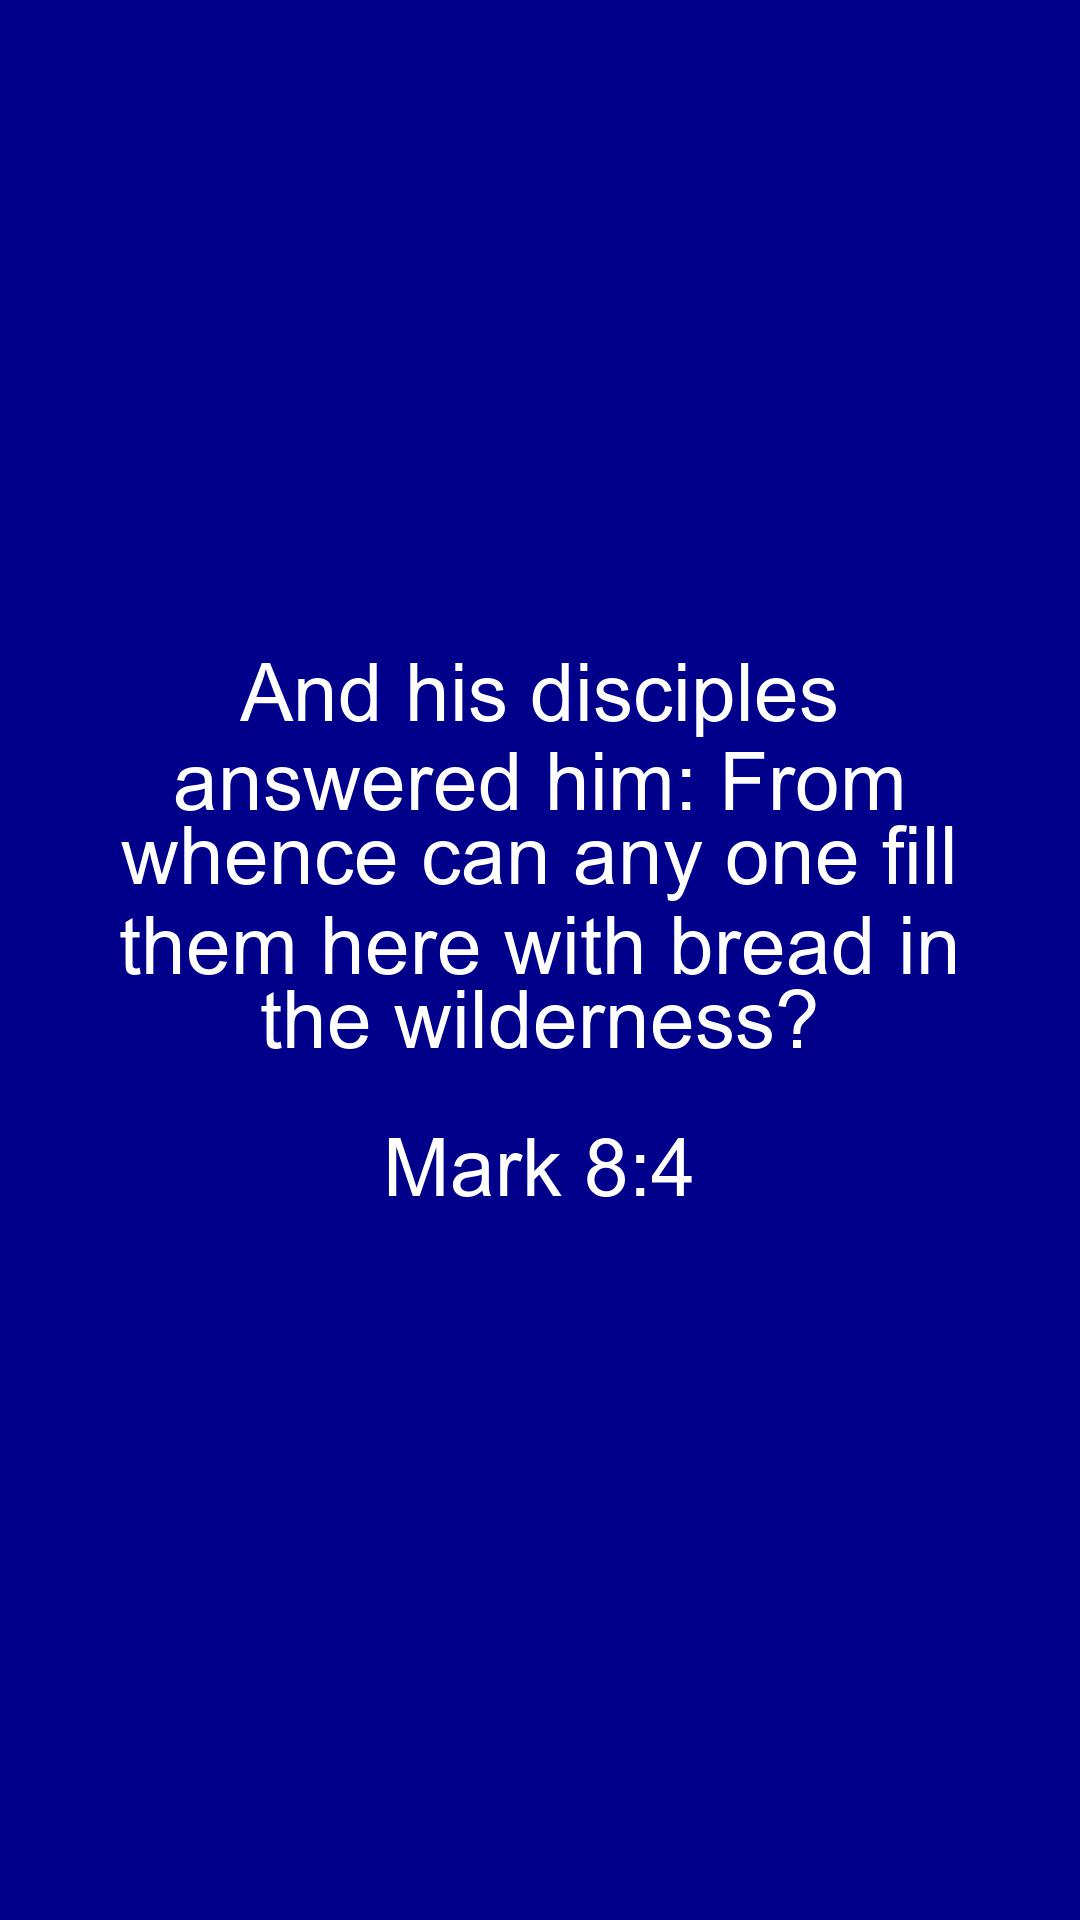 And his disciples
answered him: From
whence can any one fill
them here with bread in
the wilderness?
Mark 8:4